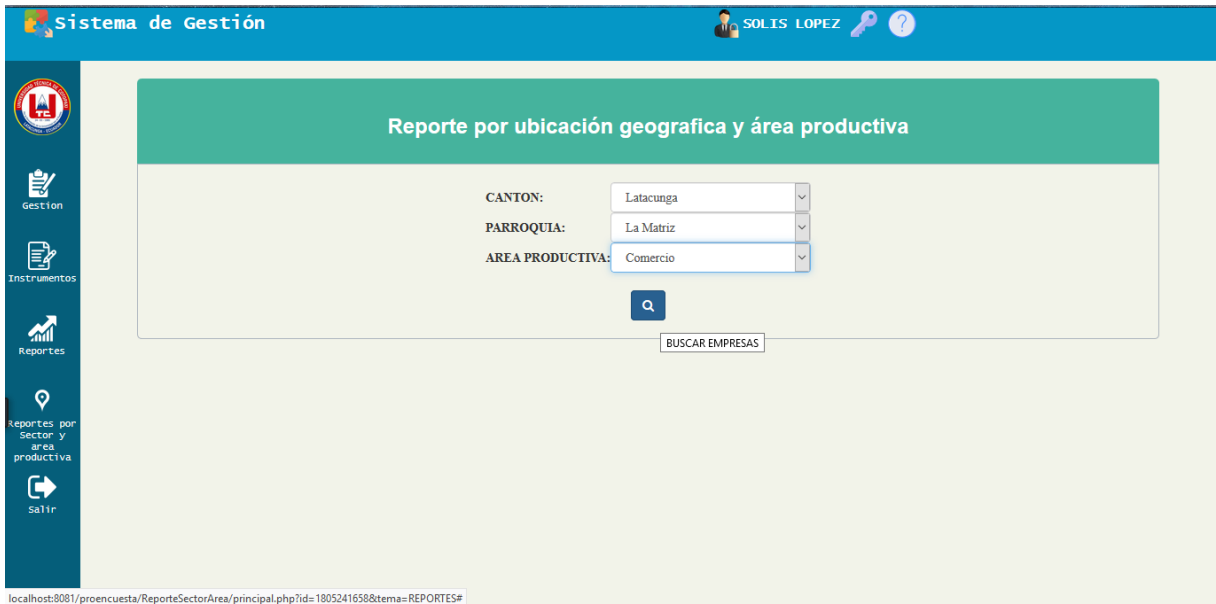 Sistema de Gestión
SOLIS LOPEZ
?
UTC
Gestion
Instrumentos
Reportes
Reportes por
Sector y
area
productiva
Salir
Reporte por ubicación geografica y área productiva
CANTON: Latacunga
PARROQUIA: La Matriz
AREA PRODUCTIVA: Comercio
BUSCAR EMPRESAS
localhost:8081/proencuesta/ReporteSectorArea/principal.php?id=1805241658&tema=REPORTES#